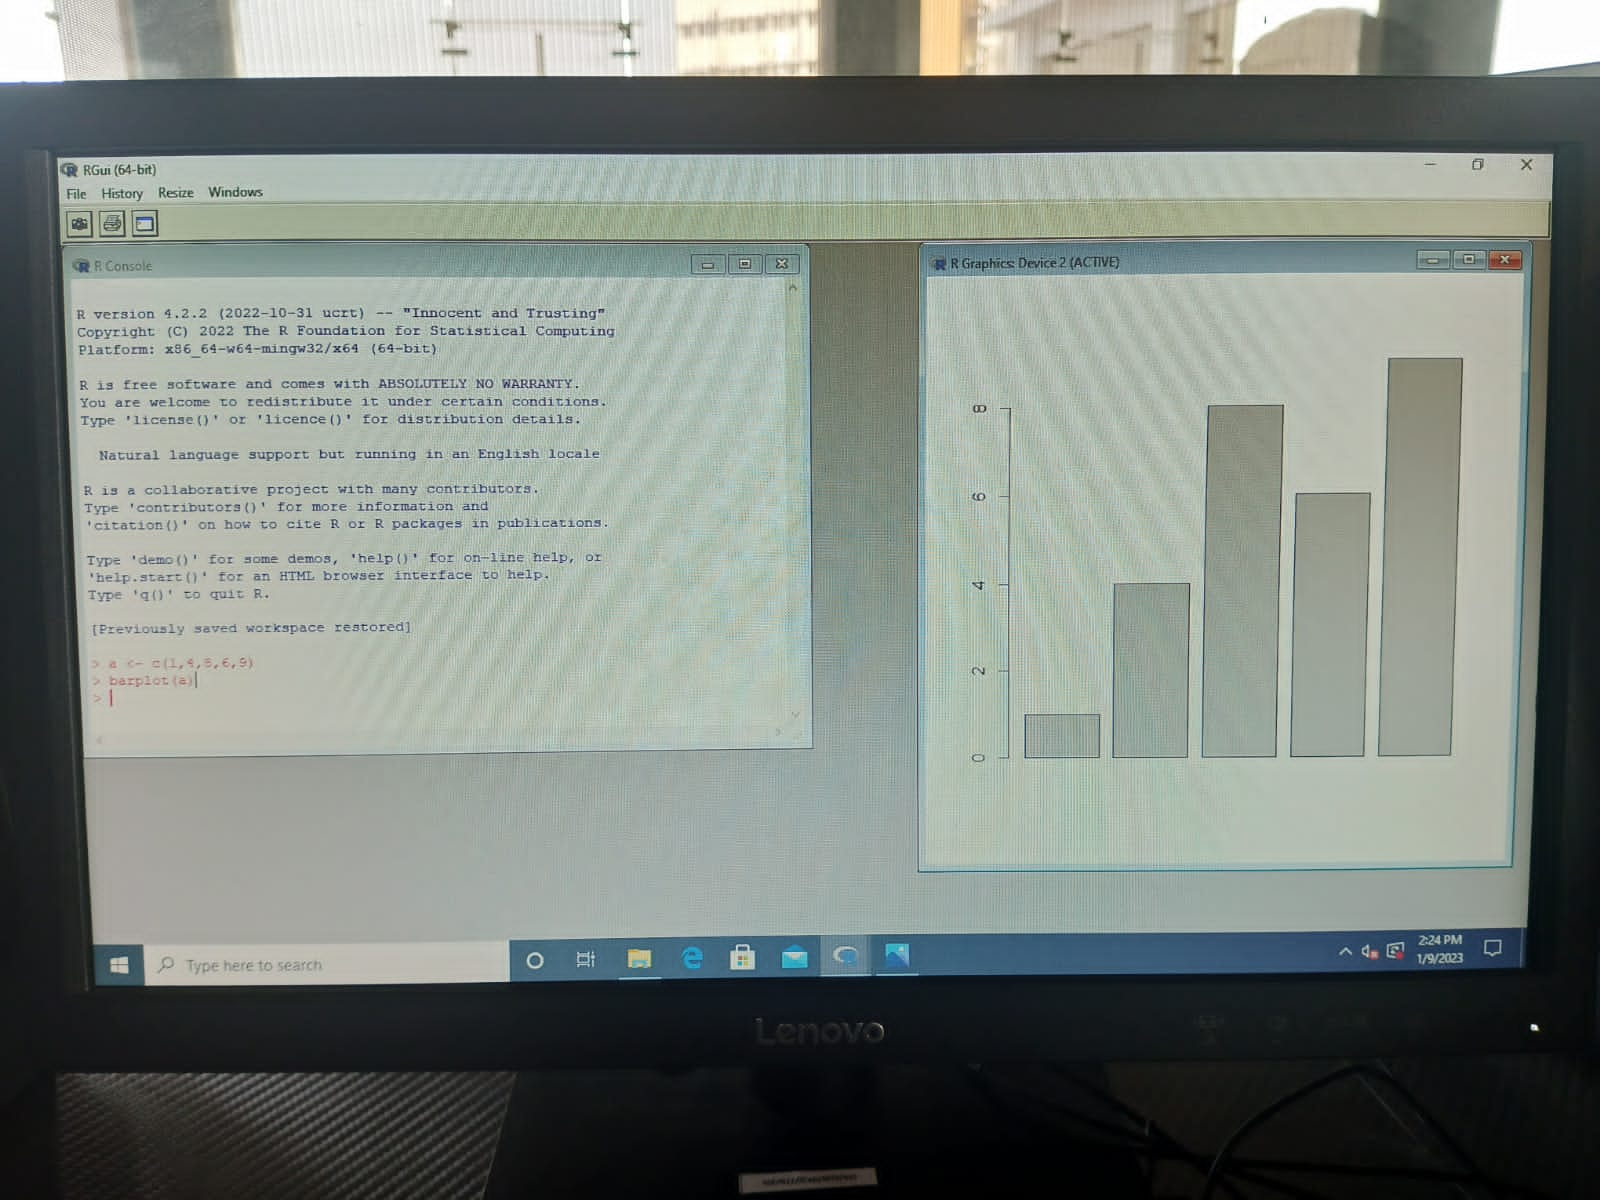 RGui (64-bit)
File History Resize Windows
R Console
R version 4.2.2 (2022-10-31 ucrt) -- "Innocent and Trusting"
Copyright (C) 2022 The R Foundation for Statistical Computing
Platform: x86_64-w64-mingw32/x64 (64-bit)
R is free software and comes with ABSOLUTELY NO WARRANTY.
You are welcome to redistribute it under certain conditions.
Type 'license()' or 'licence()' for distribution details.
Natural language support but running in an English locale
R is a collaborative project with many contributors.
Type 'contributors()' for more information and
'citation()' on how to cite R or R packages in publications.
Type 'demo()' for some demos, 'help()' for on-line help, or
'help.start()' for an HTML browser interface to help.
Type 'q()' to quit R.
[Previously saved workspace restored]
> a <- c(1,4,8,6,9)
> barplot(a)
>
R Graphics: Device 2 (ACTIVE)
8
6
4
2
0
Type here to search
2:24 PM
1/9/2023
Lenovo